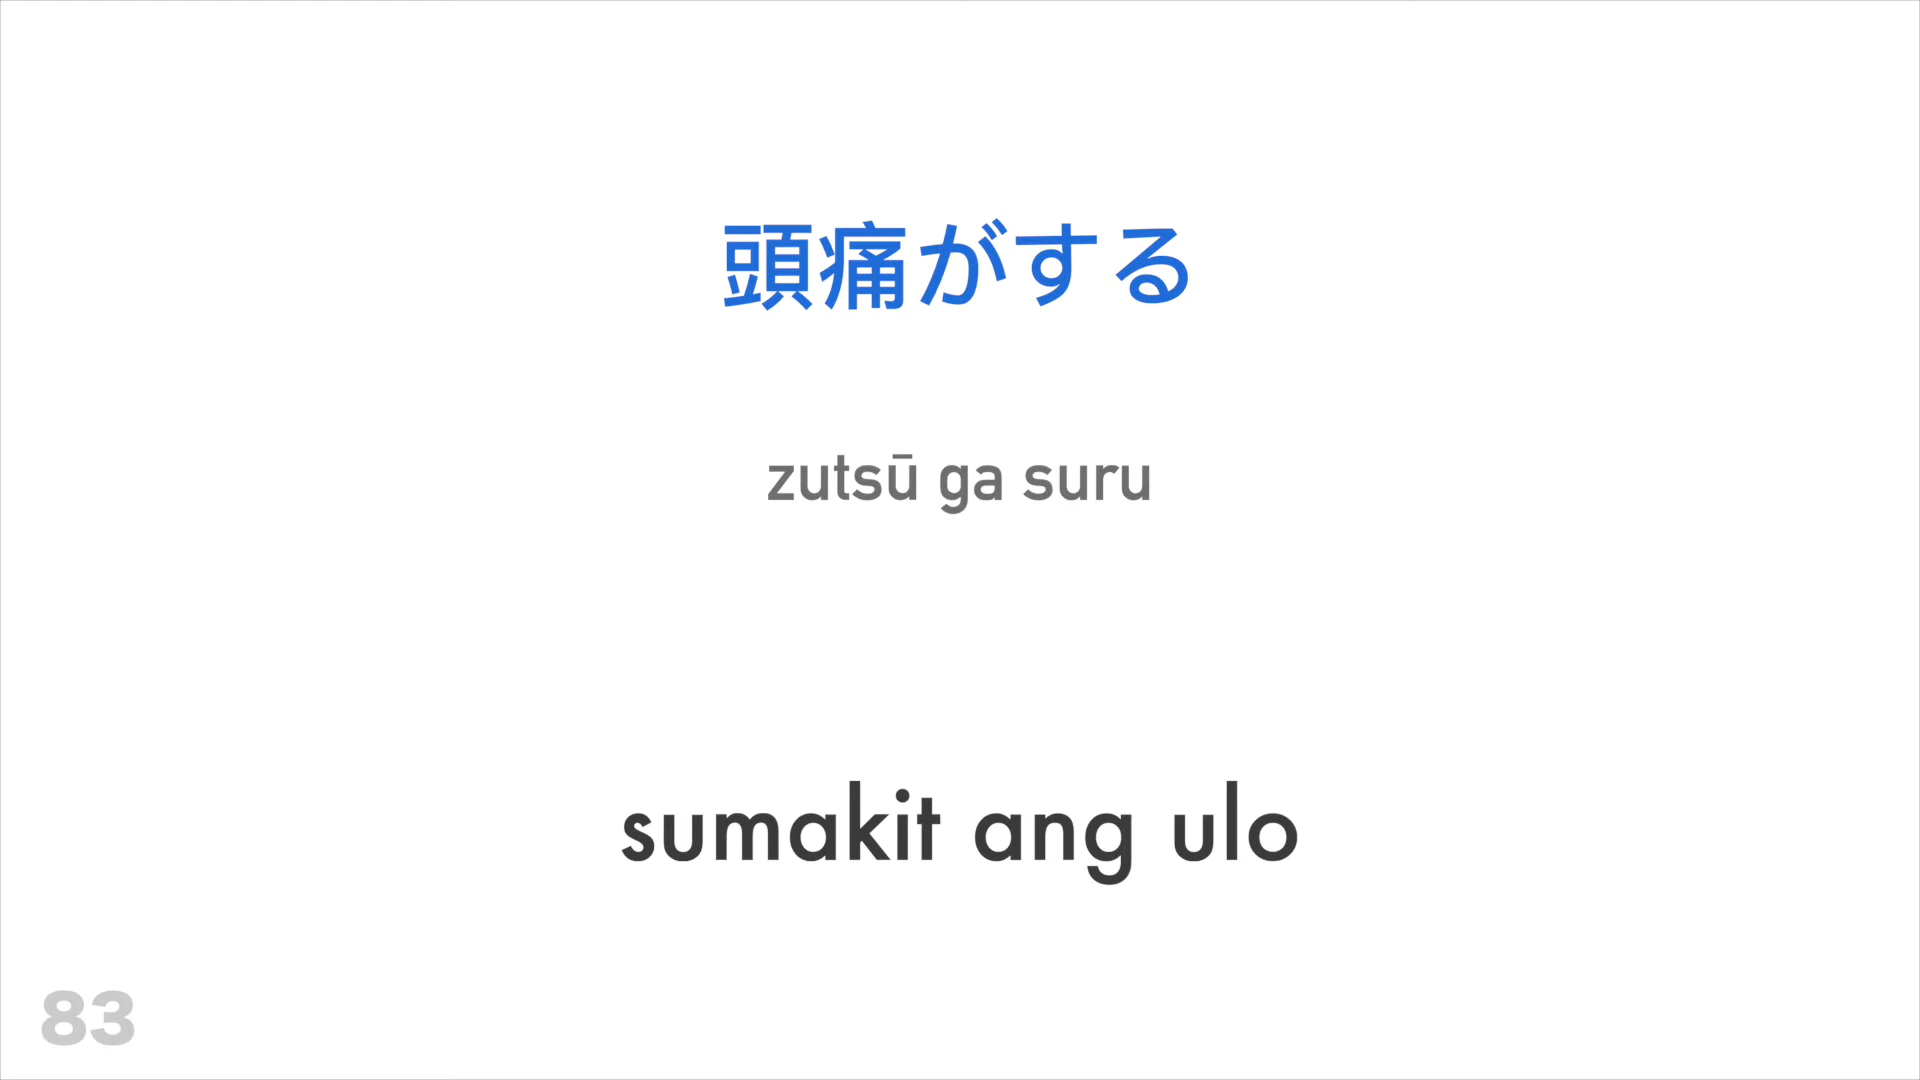 頭痛がする
zutsū ga suru
sumakit ang ulo
83